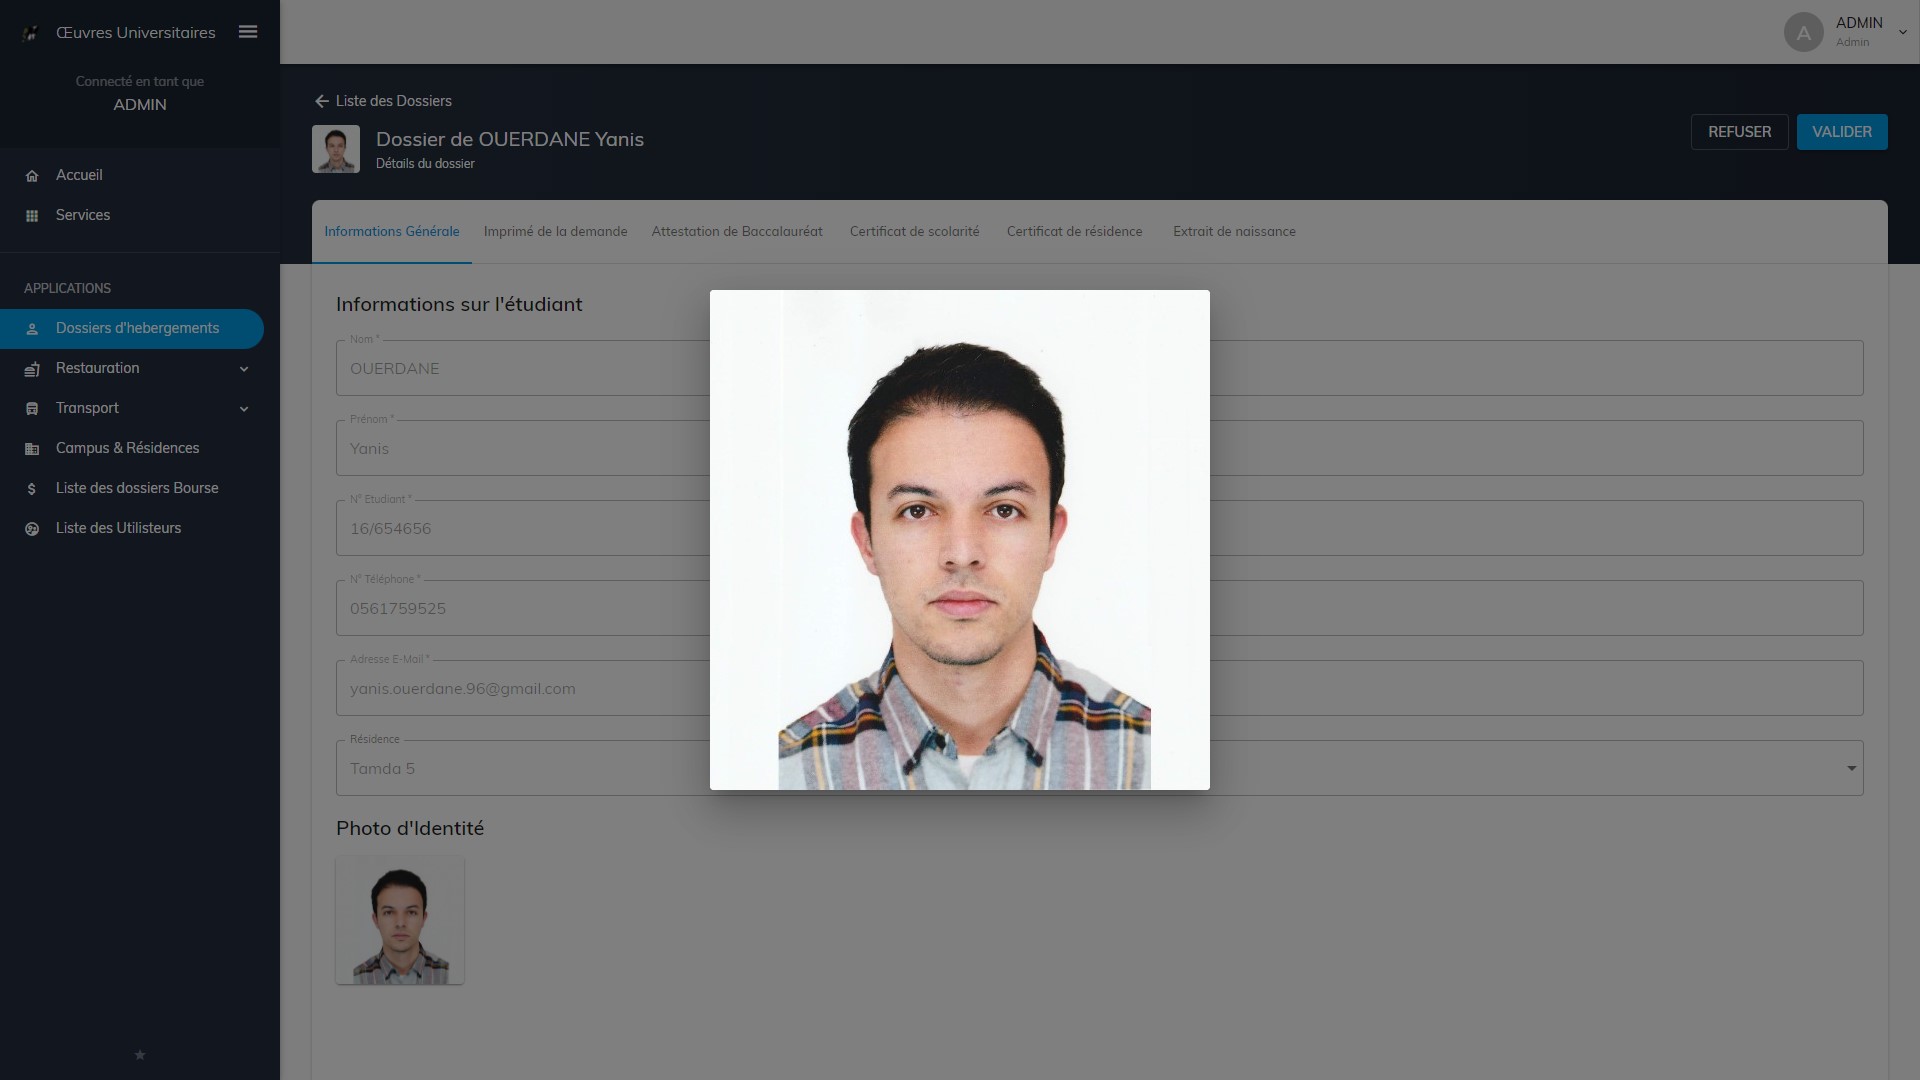 Œuvres Universitaires
Connecté en tant que
ADMIN
Accueil
Services
APPLICATIONS
Dossiers d'hebergements
Restauration
Transport
Campus & Résidences
Liste des dossiers Bourse
Liste des Utilisteurs
A
ADMIN
Admin
Liste des Dossiers
Dossier de OUERDANE Yanis
Détails du dossier
REFUSER
VALIDER
Informations Générale
Imprimé de la demande
Attestation de Baccalauréat
Certificat de scolarité
Certificat de résidence
Extrait de naissance
Informations sur l'étudiant
Nom *
OUERDANE
Prénom *
Yanis
N° Etudiant *
16/654656
N° Téléphone *
0561759525
Adresse E-Mail *
yanis.ouerdane.96@gmail.com
Résidence
Tamda 5
Photo d'Identité